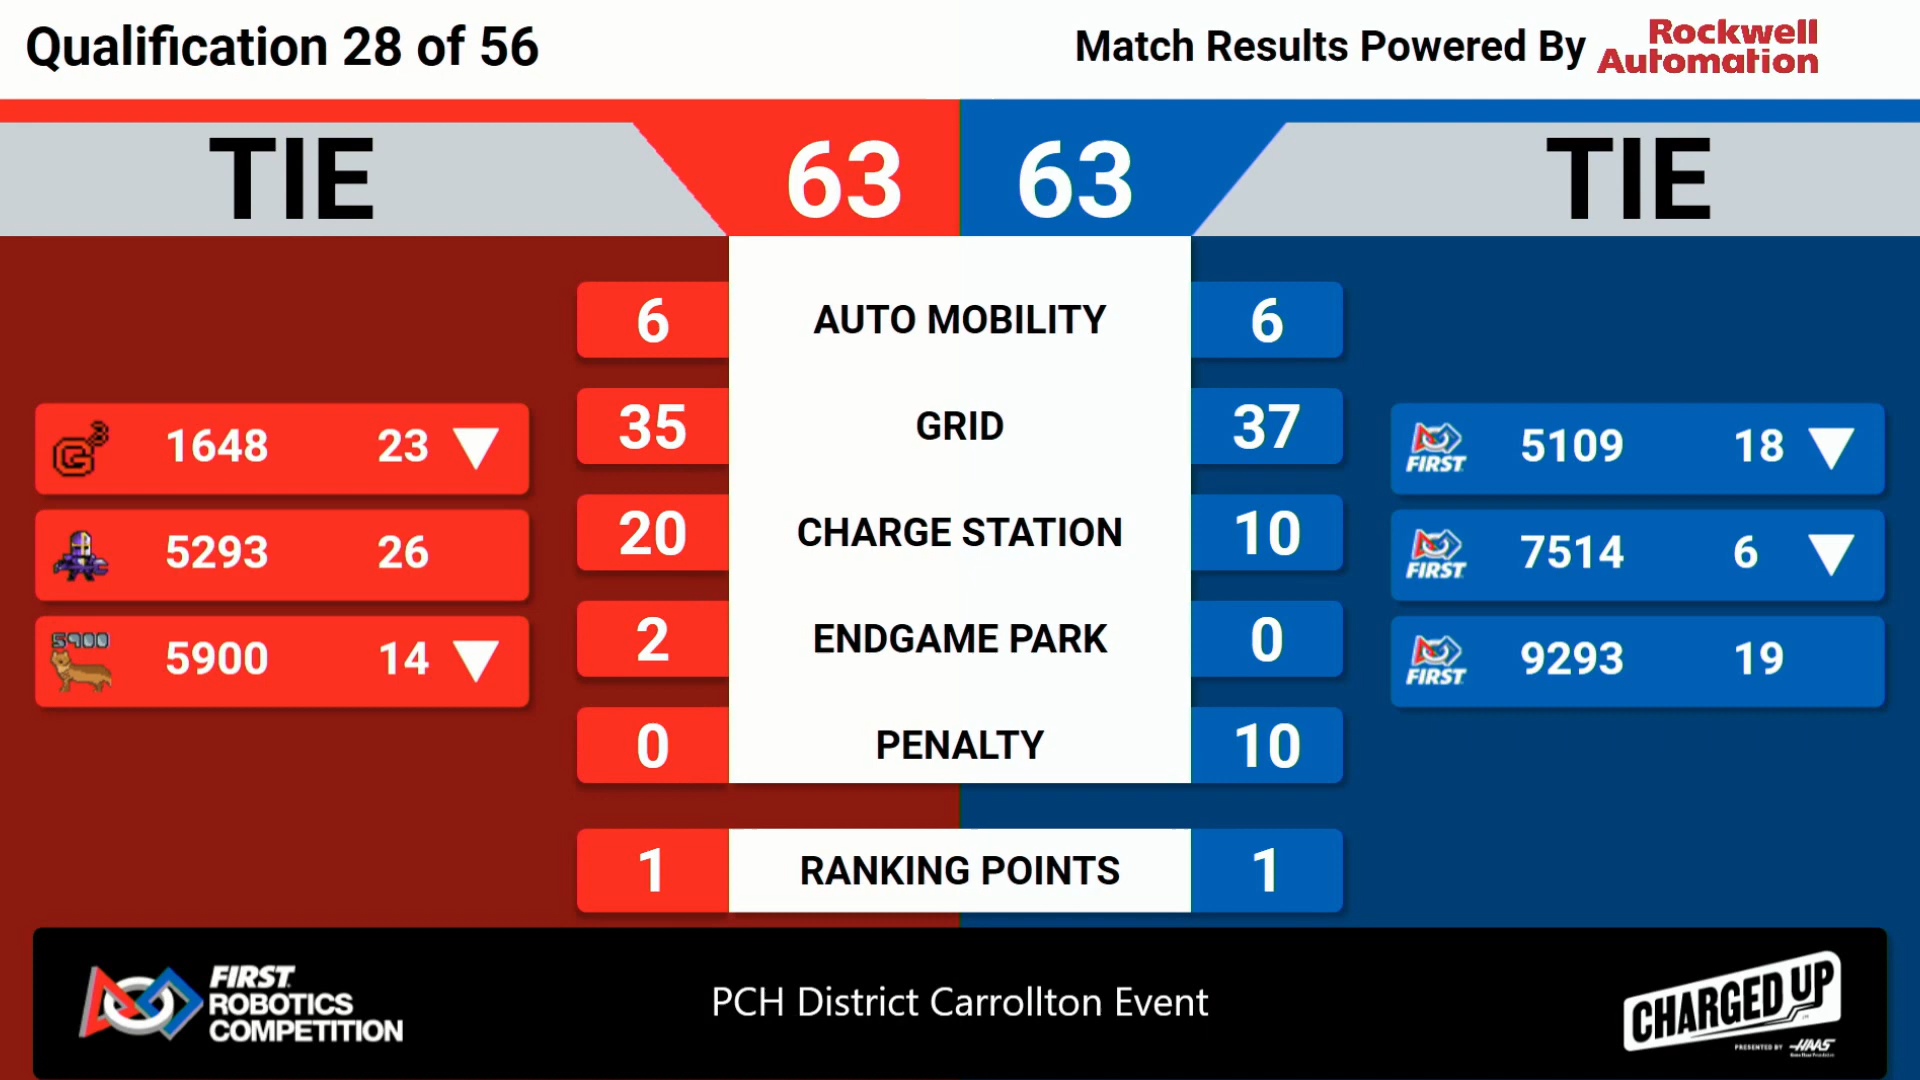 Qualification 28 of 56
Match Results Powered By Rockwell Automation
TIE 63 63 TIE
6 AUTO MOBILITY 6
35 GRID 37
20 CHARGE STATION 10
2 ENDGAME PARK 0
0 PENALTY 10
1 RANKING POINTS 1
1648 23
5293 26
5900 5900 14
FIRST 5109 18
FIRST 7514 6
FIRST 9293 19
FIRST
ROBOTICS
COMPETITION
PCH District Carrollton Event
CHARGED UP
PRESENTED BY HAAS